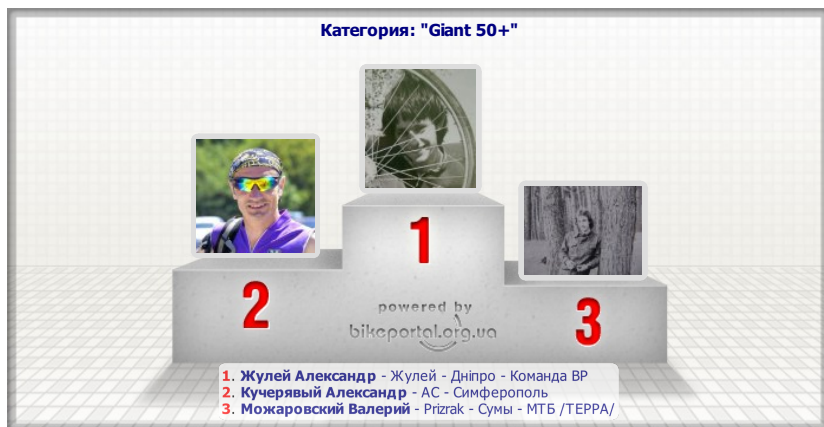 Категория: "Giant 50+"
1
2
3
powered by
bikeportal.org.ua
1. Жулей Александр - Жулей - Днiпро - Команда ВР
2. Кучерявый Александр - АС - Симферополь
3. Можаровский Валерий - Prizrak - Сумы - МТБ /ТЕРРА/